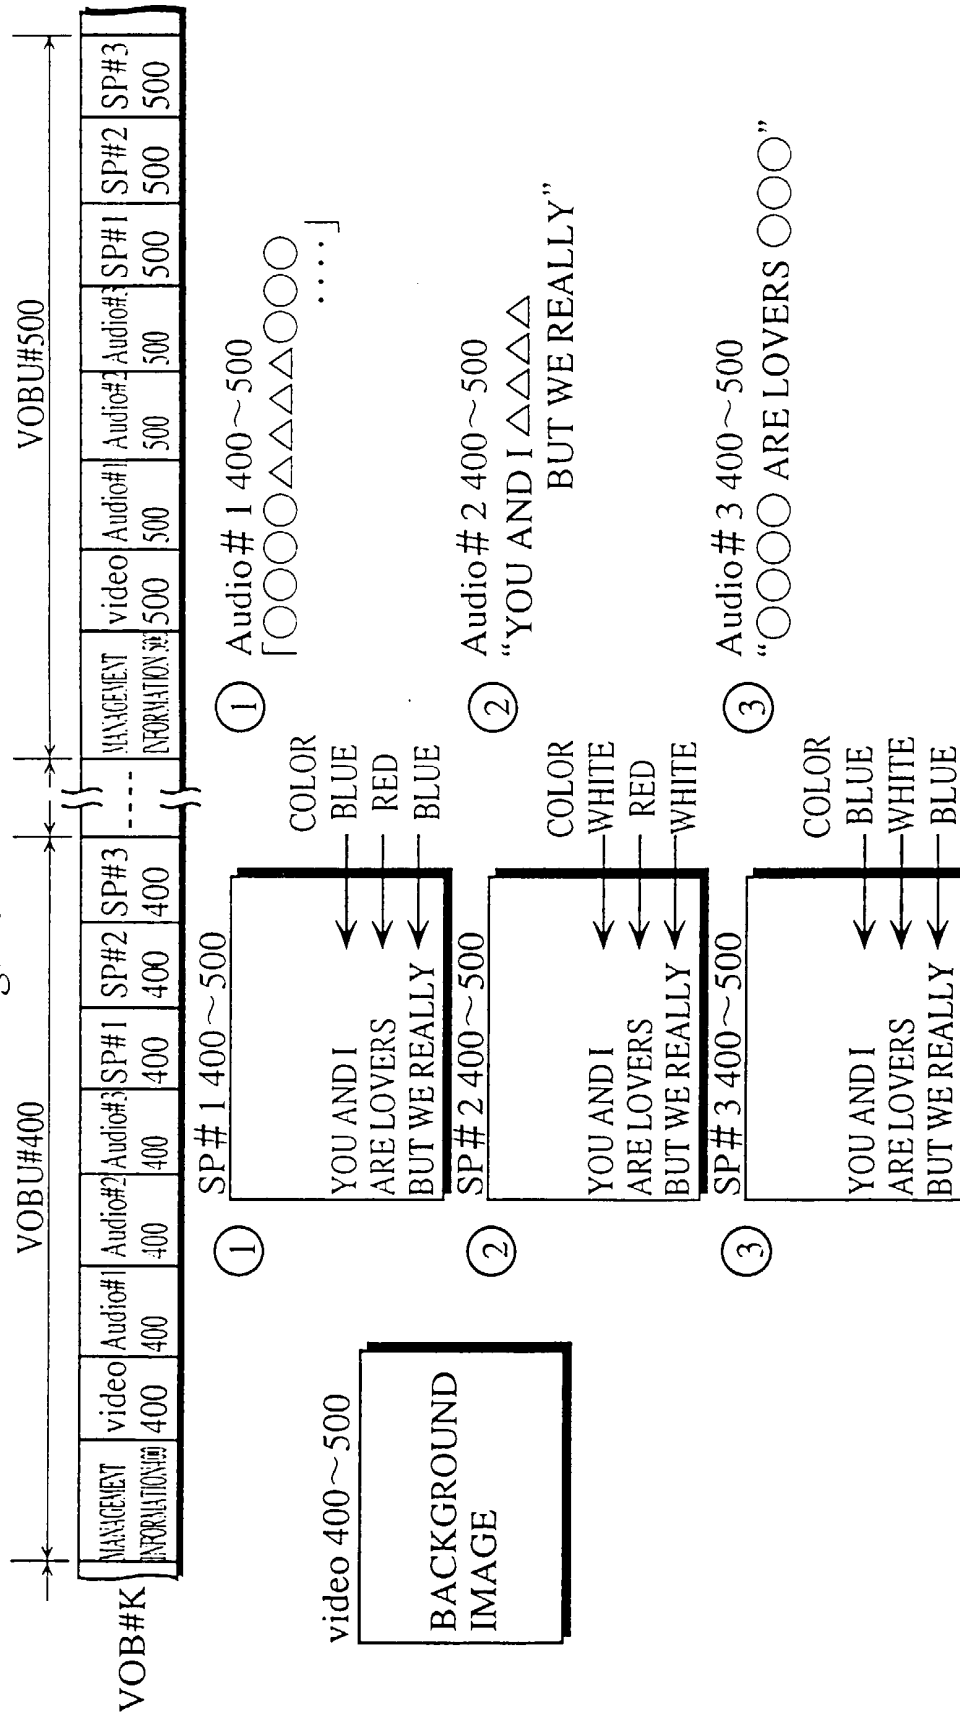 VOBU#400
VOBU#500
VOB#K
MANAGEMENT INFORMATION400
video 400
Audio#1 400
Audio#2 400
Audio#3 400
SP#1 400
SP#2 400
SP#3 400
----
MANAGEMENT INFORMATION 500
video 500
Audio#1 500
Audio#2 500
Audio#3 500
SP#1 500
SP#2 500
SP#3 500
video 400~500
BACKGROUND
IMAGE
① SP# 1 400~500
YOU AND I
ARE LOVERS
BUT WE REALLY
COLOR
BLUE
RED
BLUE
② SP# 2 400~500
YOU AND I
ARE LOVERS
BUT WE REALLY
COLOR
WHITE
RED
WHITE
③ SP# 3 400~500
YOU AND I
ARE LOVERS
BUT WE REALLY
COLOR
BLUE
WHITE
BLUE
① Audio# 1 400~500
「○○○○△△△△△○○○
・・・・」
② Audio# 2 400~500
“YOU AND I △△△△
BUT WE REALLY”
③ Audio# 3 400~500
“○○○○ ARE LOVERS ○○○”